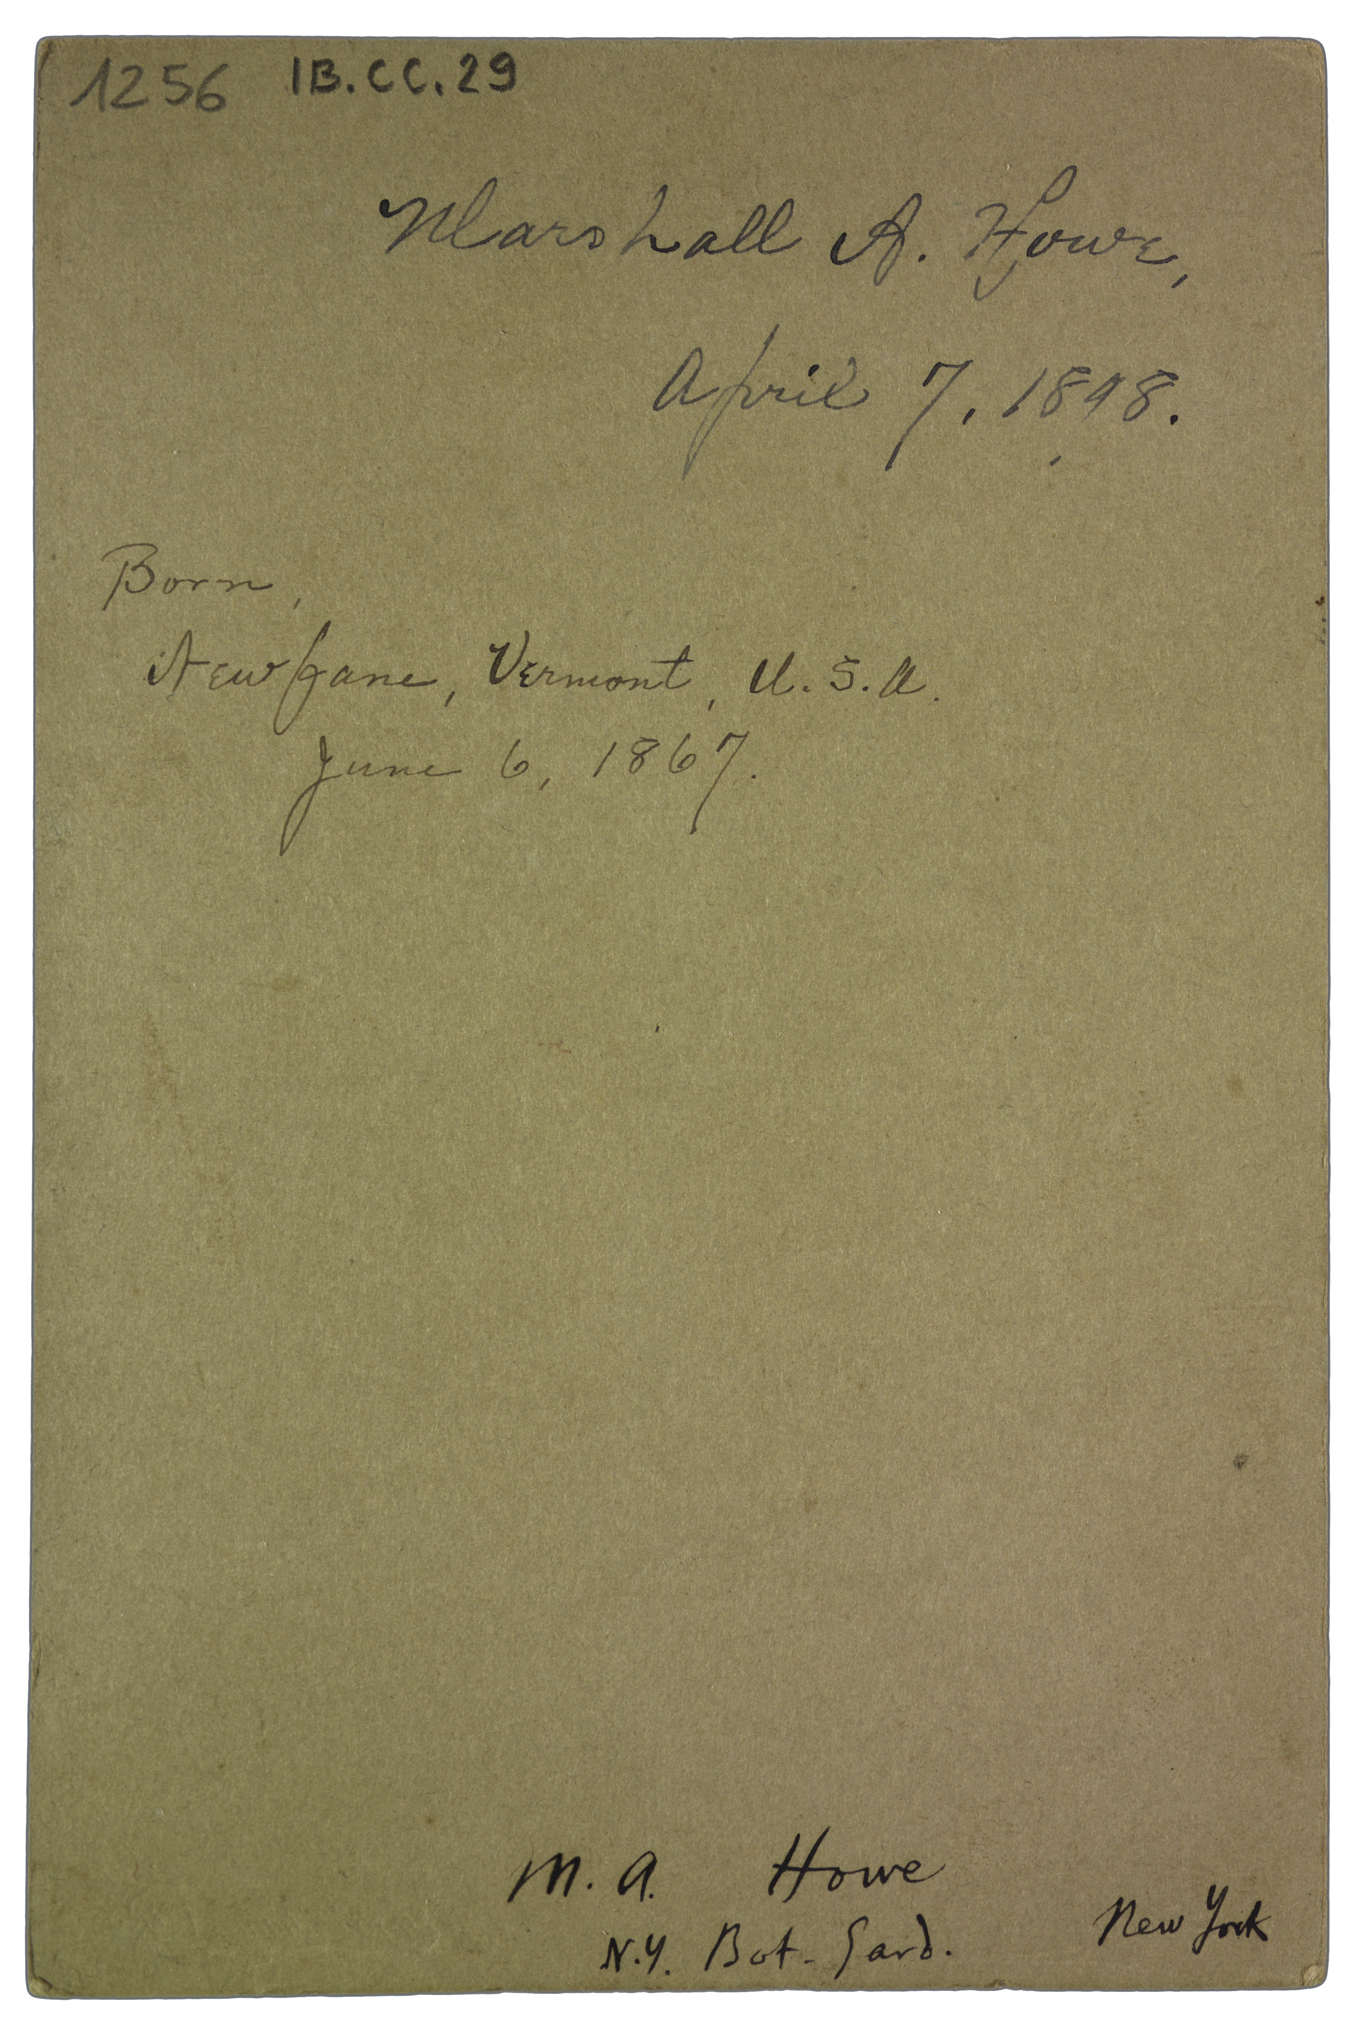 1256 IB.CC.29
Marshall A. Howe,
April 7, 1898.
Born,
Newfane, Vermont, U.S.A.
June 6, 1867.
M. A. Howe
N.Y. Bot. Gard.
New York